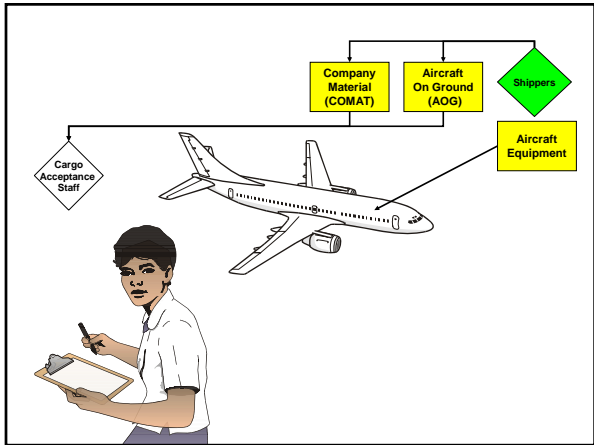 Company
Material
(COMAT)
Aircraft
On Ground
(AOG)
Shippers
Aircraft
Equipment
Cargo
Acceptance
Staff